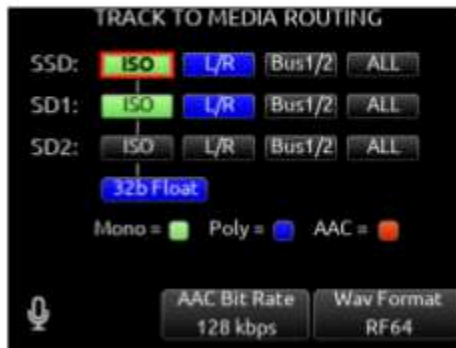 TRACK TO MEDIA ROUTING
SSD: ISO L/R Bus1/2 ALL
SD1: ISO L/R Bus1/2 ALL
SD2: ISO L/R Bus1/2 ALL
32b Float
Mono = Poly = AAC =
AAC Bit Rate Wav Format
128 kbps RF64